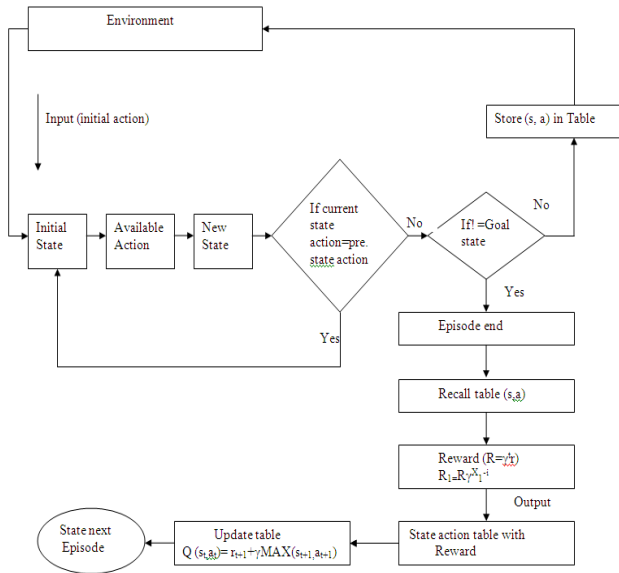 Environment
Input (initial action)
Store (s, a) in Table
Initial
State
Available
Action
New
State
If current
state
action=pre.
state action
No
If! =Goal
state
No
Yes
Yes
Episode end
Recall table (s,a)
Reward (R=γᵗr)
R₁=Rγˣ₁⁻ⁱ
Output
State action table with
Reward
Update table
Q (sₜ,aₜ)= rₜ₊₁+γMAX(sₜ₊₁,aₜ₊₁)
State next
Episode